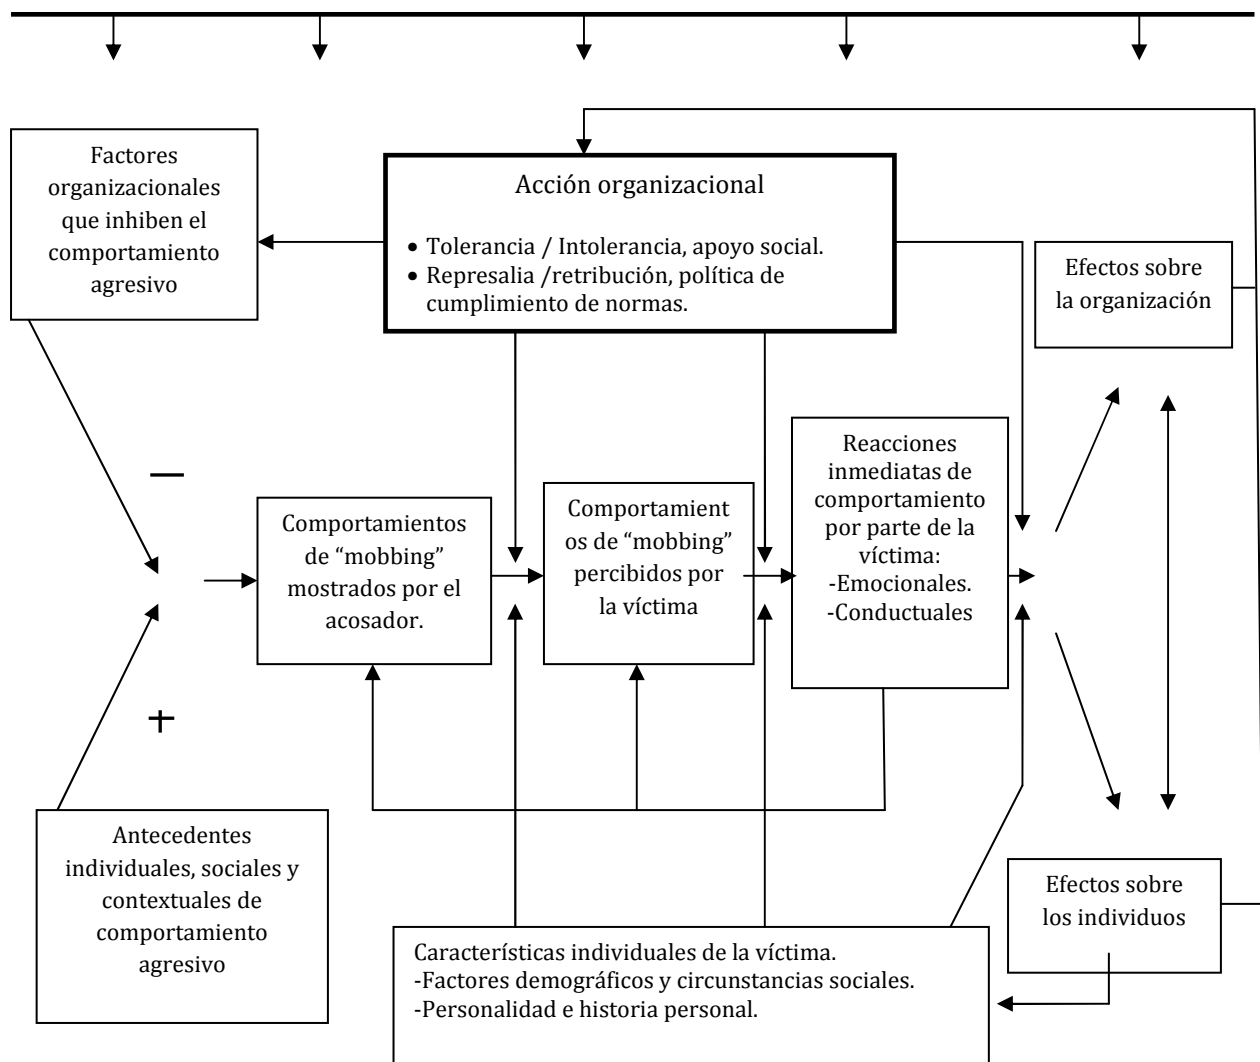 Factores
organizacionales
que inhiben el
comportamiento
agresivo
Acción organizacional
• Tolerancia / Intolerancia, apoyo social.
• Represalia /retribución, política de
cumplimiento de normas.
Efectos sobre
la organización
—
Comportamientos
de “mobbing”
mostrados por el
acosador.
Comportamient
os de “mobbing”
percibidos por
la víctima
Reacciones
inmediatas de
comportamiento
por parte de la
víctima:
-Emocionales.
-Conductuales
+
Antecedentes
individuales, sociales y
contextuales de
comportamiento
agresivo
Características individuales de la víctima.
-Factores demográficos y circunstancias sociales.
-Personalidad e historia personal.
Efectos sobre
los individuos